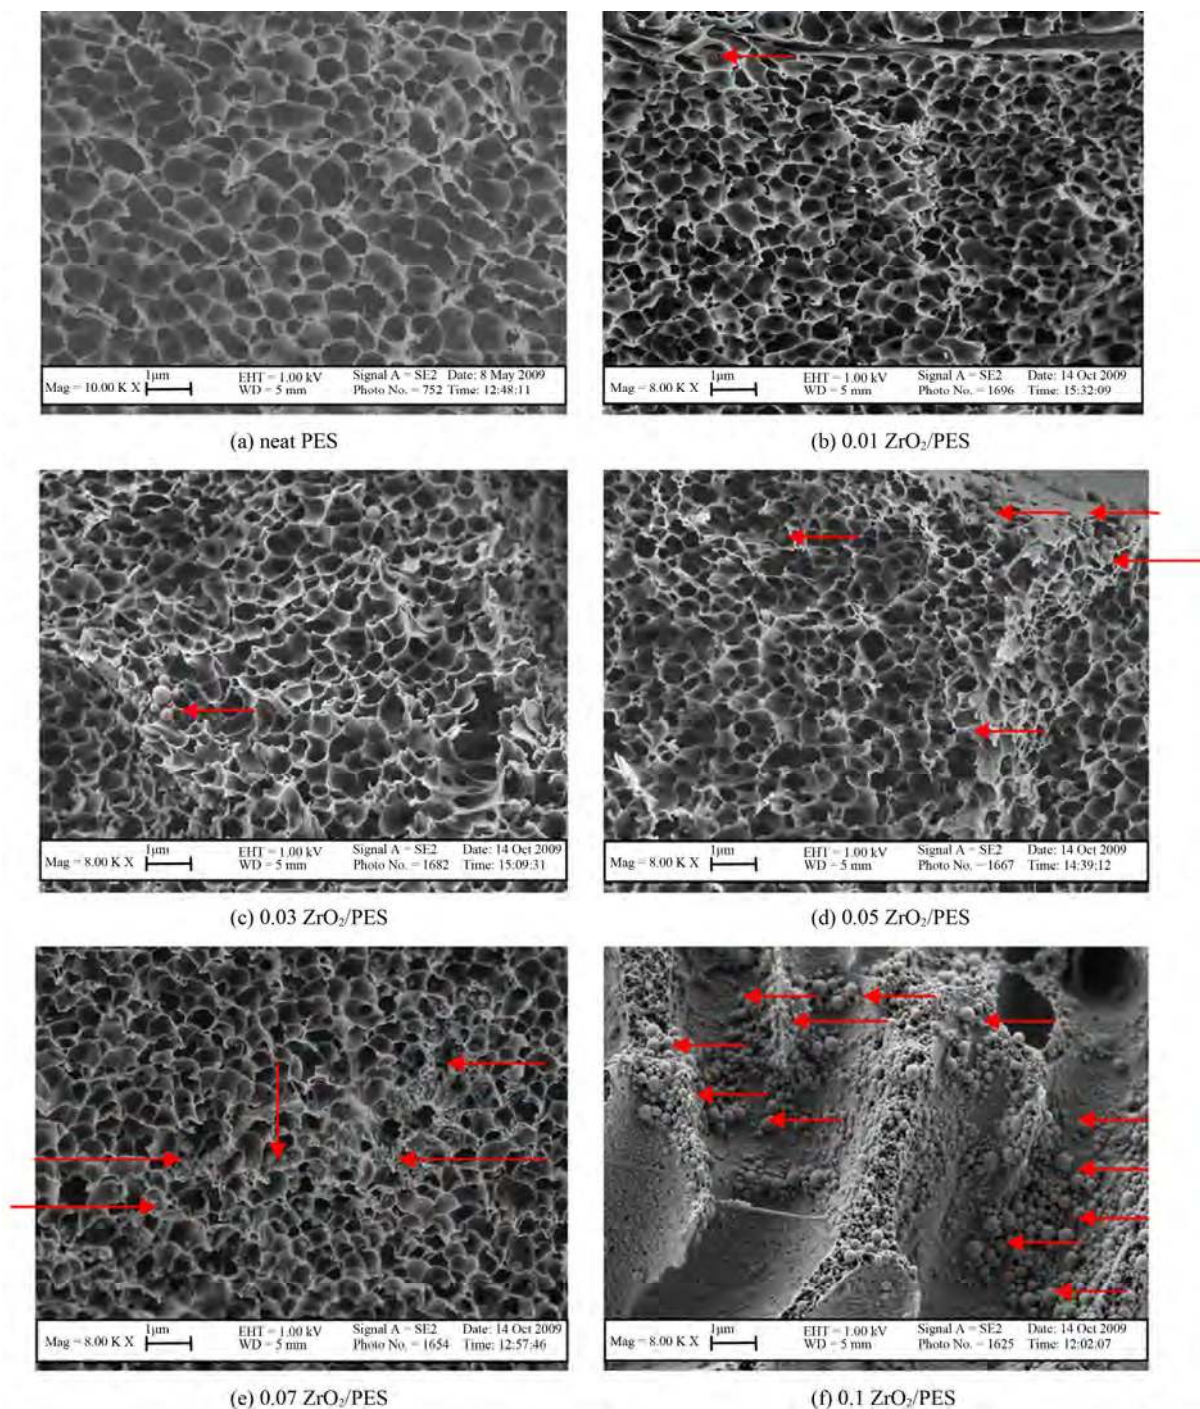 1μm EHT = 1.00 kV Signal A = SE2 Date: 8 May 2009
Mag = 10.00 K X WD = 5 mm Photo No. = 752 Time: 12:48:11
1μm EHT = 1.00 kV Signal A = SE2 Date: 14 Oct 2009
Mag = 8.00 K X WD = 5 mm Photo No. = 1696 Time: 15:32:09
(a) neat PES
(b) 0.01 ZrO₂/PES
1μm EHT = 1.00 kV Signal A = SE2 Date: 14 Oct 2009
Mag = 8.00 K X WD = 5 mm Photo No. = 1682 Time: 15:09:31
1μm EHT = 1.00 kV Signal A = SE2 Date: 14 Oct 2009
Mag = 8.00 K X WD = 5 mm Photo No. =1667 Time: 14:39:12
(c) 0.03 ZrO₂/PES
(d) 0.05 ZrO₂/PES
1μm EHT = 1.00 kV Signal A = SE2 Date: 14 Oct 2009
Mag = 8.00 K X WD = 5 mm Photo No. = 1654 Time: 12:57:46
1μm EHT = 1.00 kV Signal A = SE2 Date: 14 Oct 2009
Mag = 8.00 K X WD = 5 mm Photo No. = 1625 Time: 12:02:07
(e) 0.07 ZrO₂/PES
(f) 0.1 ZrO₂/PES